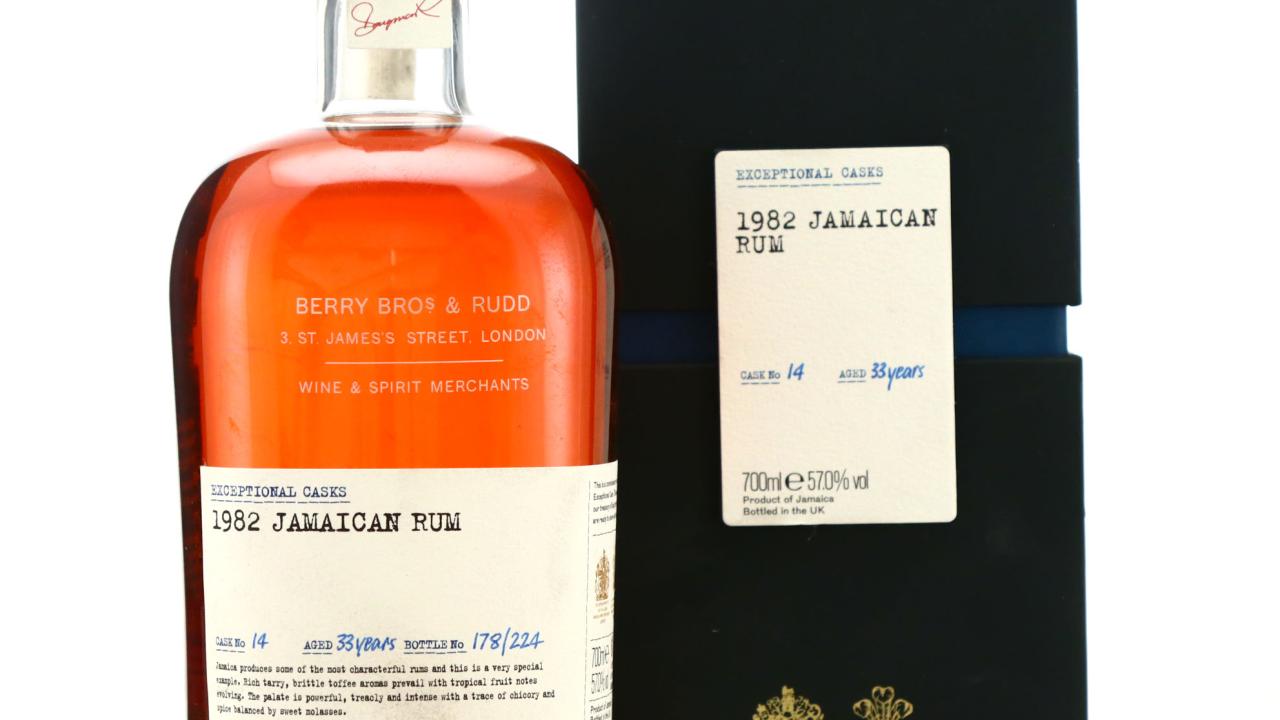 BERRY BROS & RUDD
3. ST. JAMES'S STREET, LONDON
WINE & SPIRIT MERCHANTS
EXCEPTIONAL CASKS
1982 JAMAICAN RUM
CASK No 14 AGED 33 years BOTTLE No 178/224
Jamaica produces some of the most characterful rums and this is a very special
example. Rich tarry, brittle toffee aromas prevail with tropical fruit notes
evolving. The palate is powerful, treacly and intense with a trace of chicory and
spice balanced by sweet molasses.
EXCEPTIONAL CASKS
1982 JAMAICAN
RUM
CASK No 14 AGED 33 years
700ml e 57.0% vol
Product of Jamaica
Bottled in the UK